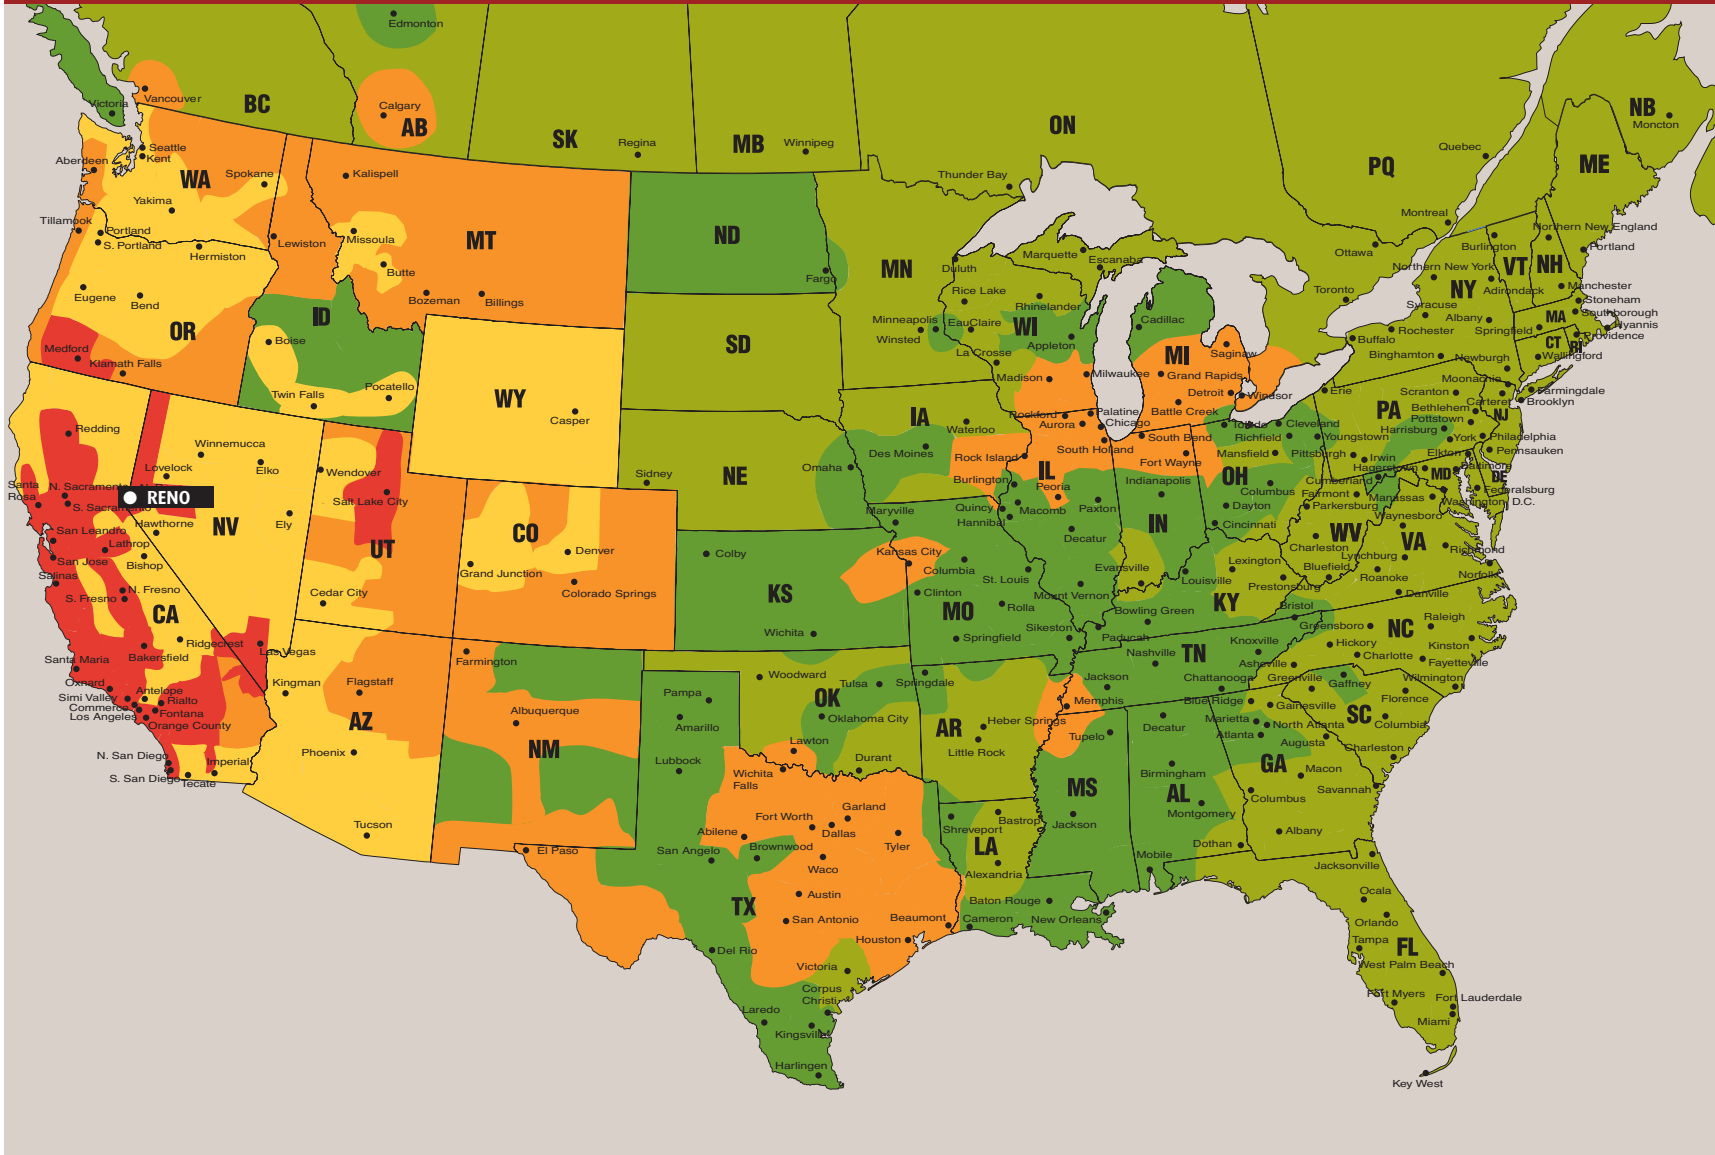 Edmonton
Victoria
Vancouver
BC
Calgary
AB
SK
Regina
MB
Winnipeg
ON
Thunder Bay
PQ
Quebec
Montreal
Ottawa
Toronto
NB
Moncton
ME
Seattle
Kent
Aberdeen
WA
Spokane
Yakima
Tillamook
Portland
S. Portland
Hermiston
Eugene
Bend
OR
Medford
Klamath Falls
Kalispell
Lewiston
Missoula
MT
Butte
Bozeman
Billings
ID
Boise
Twin Falls
Pocatello
WY
Casper
ND
Fargo
SD
NE
Sidney
Omaha
MN
Duluth
Minneapolis
Winsted
Marquette
Escanaba
Rice Lake
Rhinelander
EauClaire
WI
Appleton
La Crosse
Madison
Milwaukee
Cadillac
MI
Saginaw
Grand Rapids
Detroit
Windsor
Battle Creek
IA
Waterloo
Des Moines
Rockford
Aurora
Palatine
Chicago
South Holland
Rock Island
IL
Burlington
Peoria
Quincy
Hannibal
Macomb
Paxton
Decatur
South Bend
Fort Wayne
Indianapolis
IN
Evansville
Toledo
Cleveland
Richfield
Youngstown
Mansfield
OH
Columbus
Dayton
Cincinnati
Burlington
Northern New England
Portland
VT
NH
Northern New York
NY
Adirondack
Manchester
Stoneham
Syracuse
Albany
MA
Southborough
Hyannis
Rochester
Springfield
Providence
Buffalo
CT
RI
Wallingford
Binghamton
Newburgh
Moonachie
Erie
Scranton
Farmingdale
Brooklyn
Carteret
PA
Bethlehem
Pottstown
NJ
Harrisburg
York
Philadelphia
Pennsauken
Pittsburgh
Irwin
Elkton
Hagerstown
Baltimore
MD
DE
Cumberland
Federalsburg
Fairmont
Manassas
Washington, D.C.
Parkersburg
Waynesboro
WV
VA
Charleston
Lynchburg
Richmond
Bluefield
Roanoke
Norfolk
Danville
Redding
Winnemucca
Elko
Lovelock
Santa
Rosa
N. Sacramento
RENO
S. Sacramento
Hawthorne
NV
Ely
San Leandro
Lathrop
San Jose
Bishop
Salinas
N. Fresno
S. Fresno
CA
Ridgecrest
Las Vegas
Bakersfield
Santa Maria
Oxnard
Antelope
Simi Valley
Rialto
Commerce
Fontana
Los Angeles
Orange County
N. San Diego
Imperial
S. San Diego
Tecate
Wendover
Salt Lake City
UT
Cedar City
CO
Denver
Grand Junction
Colorado Springs
Kingman
Flagstaff
AZ
Phoenix
Tucson
Farmington
Albuquerque
NM
Colby
KS
Wichita
Maryville
Kansas City
Columbia
St. Louis
Clinton
MO
Rolla
Mount Vernon
Decatur
Springfield
Sikeston
Paducah
Lexington
Louisville
KY
Prestonsburg
Bowling Green
Bristol
Nashville
TN
Knoxville
Jackson
Chattanooga
Memphis
Greensboro
Raleigh
NC
Hickory
Kinston
Charlotte
Fayetteville
Asheville
Wilmington
Greenville
Gaffney
Florence
SC
Columbia
Charleston
Blue Ridge
Gainesville
Marietta
North Atlanta
Atlanta
Augusta
GA
Macon
Columbus
Savannah
Albany
Woodward
OK
Tulsa
Springdale
Oklahoma City
Lawton
Durant
AR
Heber Springs
Little Rock
Tupelo
Decatur
MS
Birmingham
AL
Montgomery
Jackson
Dothan
Mobile
Shreveport
Bastrop
LA
Alexandria
Baton Rouge
Cameron
New Orleans
Pampa
Amarillo
Lubbock
Wichita
Falls
Garland
Fort Worth
Dallas
Abilene
Brownwood
Tyler
San Angelo
Waco
El Paso
Austin
TX
San Antonio
Beaumont
Houston
Del Rio
Victoria
Corpus
Christi
Laredo
Kingsville
Harlingen
Jacksonville
Ocala
Orlando
Tampa
FL
West Palm Beach
Fort Myers
Fort Lauderdale
Miami
Key West